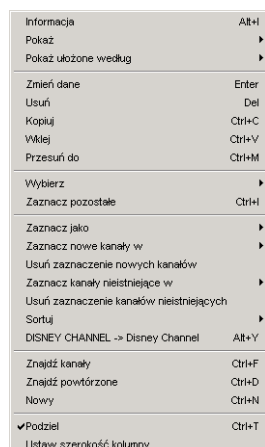 Informacja Alt+I
Pokaż
Pokaż ułożone według
Zmień dane Enter
Usuń Del
Kopiuj Ctrl+C
Wklej Ctrl+V
Przesuń do Ctrl+M
Wybierz
Zaznacz pozostałe Ctrl+I
Zaznacz jako
Zaznacz nowe kanały w
Usuń zaznaczenie nowych kanałów
Zaznacz kanały nieistniejące w
Usuń zaznaczenie kanałów nieistniejących
Sortuj
DISNEY CHANNEL -> Disney Channel Alt+Y
Znajdź kanały Ctrl+F
Znajdź powtórzone Ctrl+D
Nowy Ctrl+N
✔Podziel Ctrl+T
Ustaw szerokość kolumny